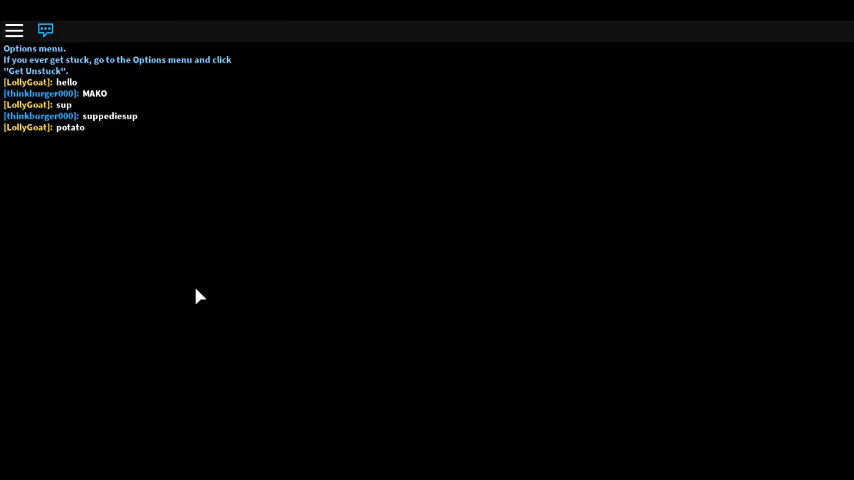 Options menu.
If you ever get stuck, go to the Options menu and click
"Get Unstuck".
[LollyGoat]: hello
[thinkburger000]: MAKO
[LollyGoat]: sup
[thinkburger000]: suppediesup
[LollyGoat]: potato